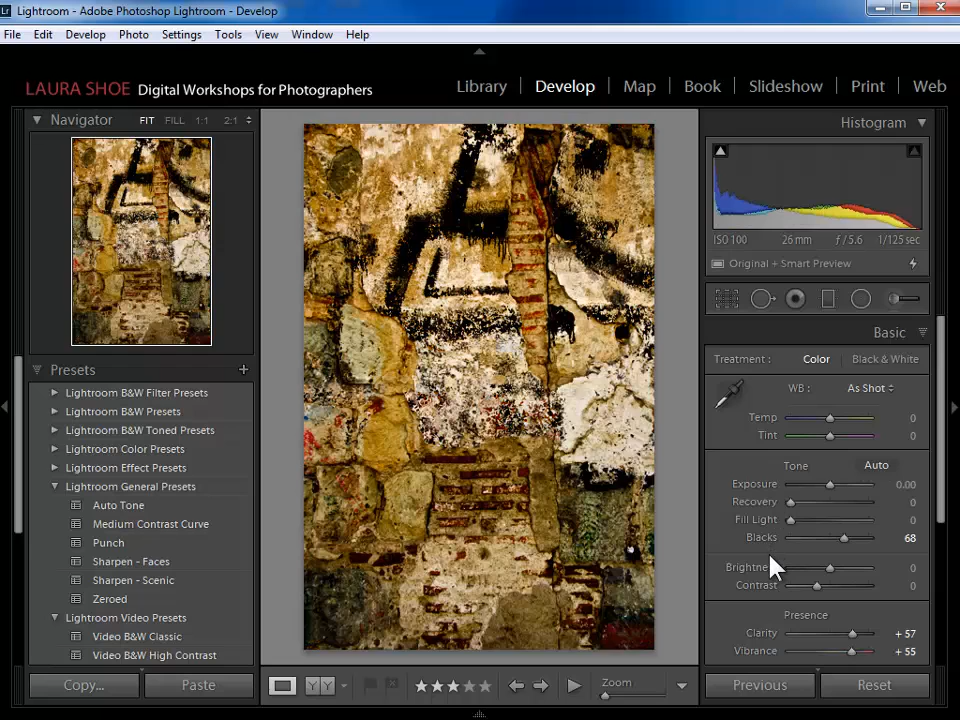 Lightroom - Adobe Photoshop Lightroom - Develop
File Edit Develop Photo Settings Tools View Window Help
LAURA SHOE Digital Workshops for Photographers
Library Develop Map Book Slideshow Print Web
Navigator FIT FILL 1:1 2:1
Histogram
ISO 100 26 mm ƒ / 5.6 1/125 sec
Original + Smart Preview
Basic
Treatment : Color Black & White
WB : As Shot
Temp 0
Tint 0
Tone Auto
Exposure 0.00
Recovery 0
Fill Light 0
Blacks 68
Brightne 0
Contrast 0
Presence
Clarity + 57
Vibrance + 55
Presets +
Lightroom B&W Filter Presets
Lightroom B&W Presets
Lightroom B&W Toned Presets
Lightroom Color Presets
Lightroom Effect Presets
Lightroom General Presets
Auto Tone
Medium Contrast Curve
Punch
Sharpen - Faces
Sharpen - Scenic
Zeroed
Lightroom Video Presets
Video B&W Classic
Video B&W High Contrast
Copy... Paste
Y Y
Zoom
Previous Reset